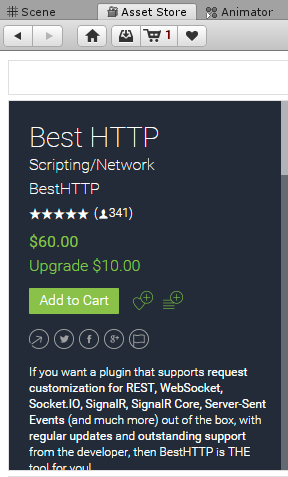 Scene Asset Store Animator
1
Best HTTP
Scripting/Network
BestHTTP
★★★★★ (341)
$60.00
Upgrade $10.00
Add to Cart
If you want a plugin that supports request
customization for REST, WebSocket,
Socket.IO, SignalR, SignalR Core, Server-Sent
Events (and much more) out of the box, with
regular updates and outstanding support
from the developer, then BestHTTP is THE
tool for you!